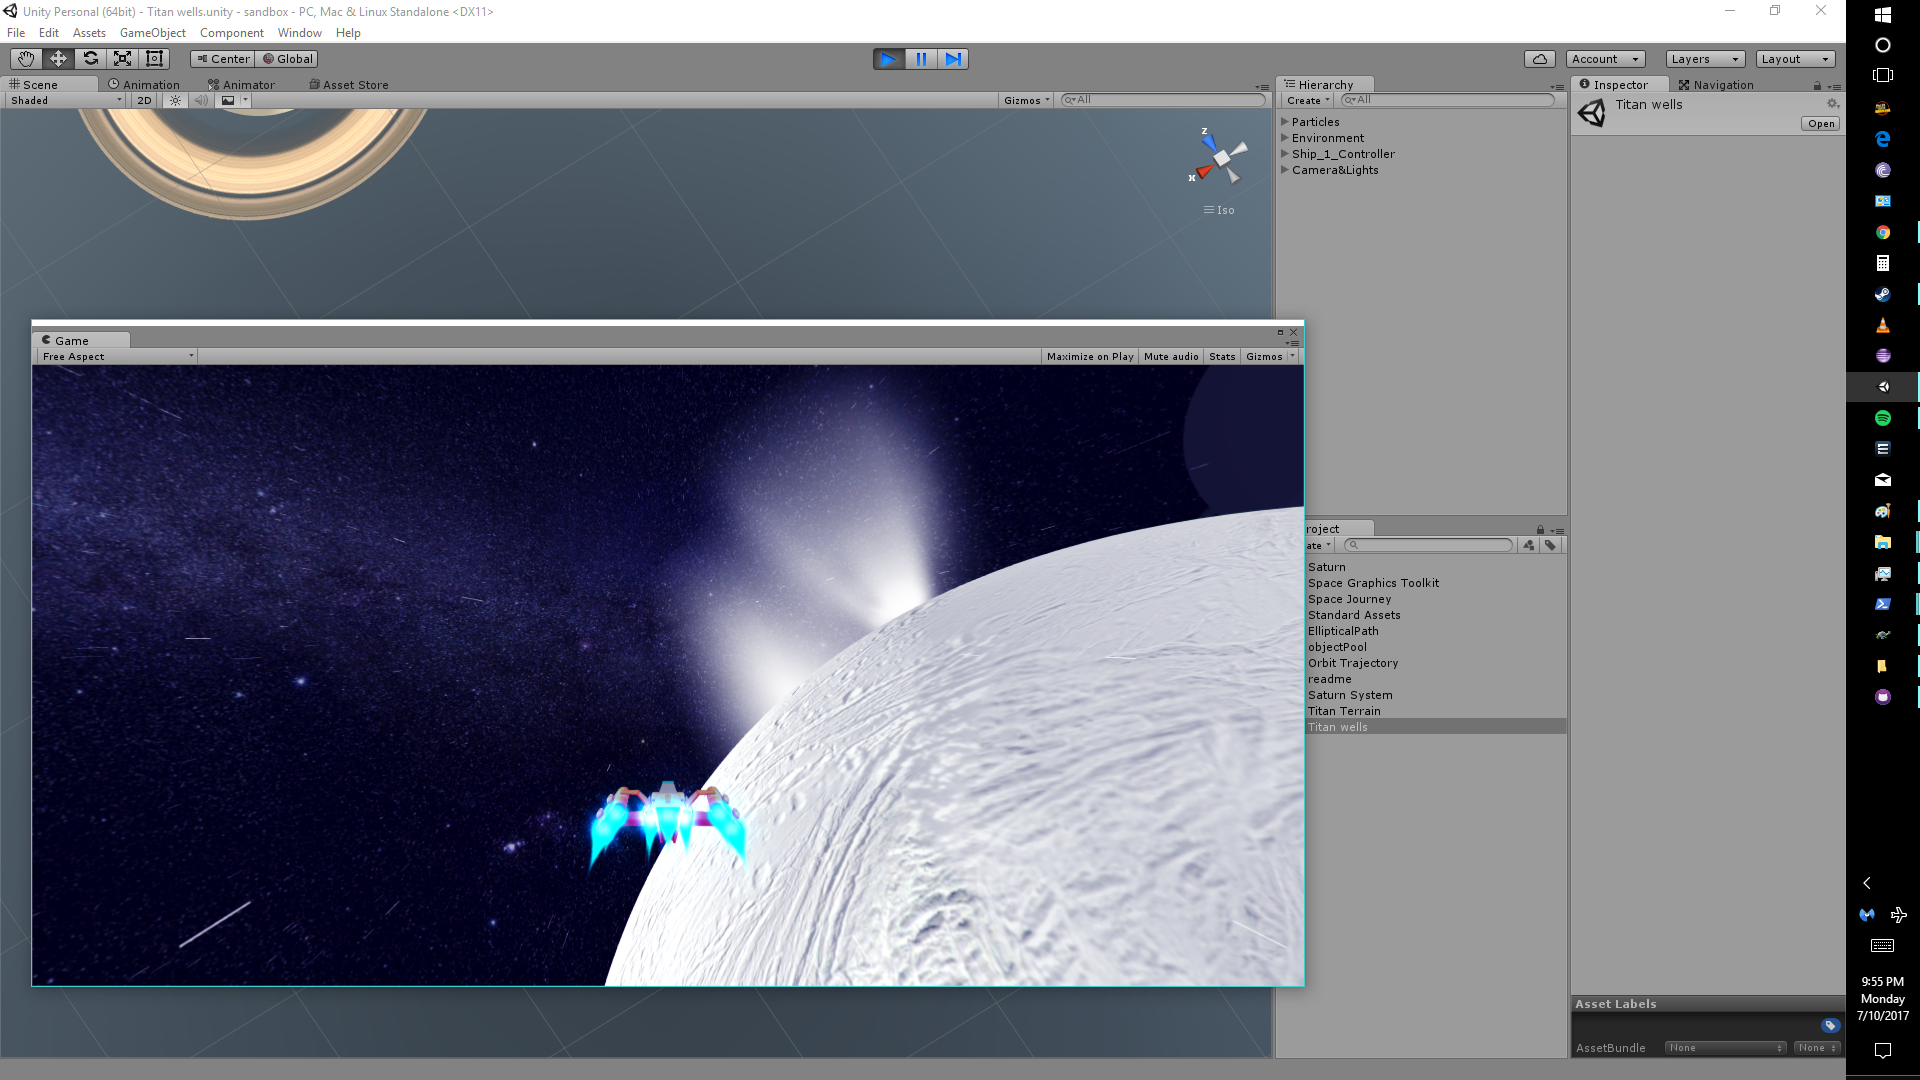 Unity Personal (64bit) - Titan wells.unity - sandbox - PC, Mac & Linux Standalone <DX11>
File Edit Assets GameObject Component Window Help
Center Global Account Layers Layout
Scene Animation Animator Asset Store
Shaded 2D Gizmos All
z
x
Iso
Hierarchy
Create All
Particles
Environment
Ship_1_Controller
Camera&Lights
Inspector Navigation
Titan wells
Open
Game
Free Aspect Maximize on Play Mute audio Stats Gizmos
roject
ate
Saturn
Space Graphics Toolkit
Space Journey
Standard Assets
EllipticalPath
objectPool
Orbit Trajectory
readme
Saturn System
Titan Terrain
Titan wells
Asset Labels
AssetBundle None None
9:55 PM
Monday
7/10/2017